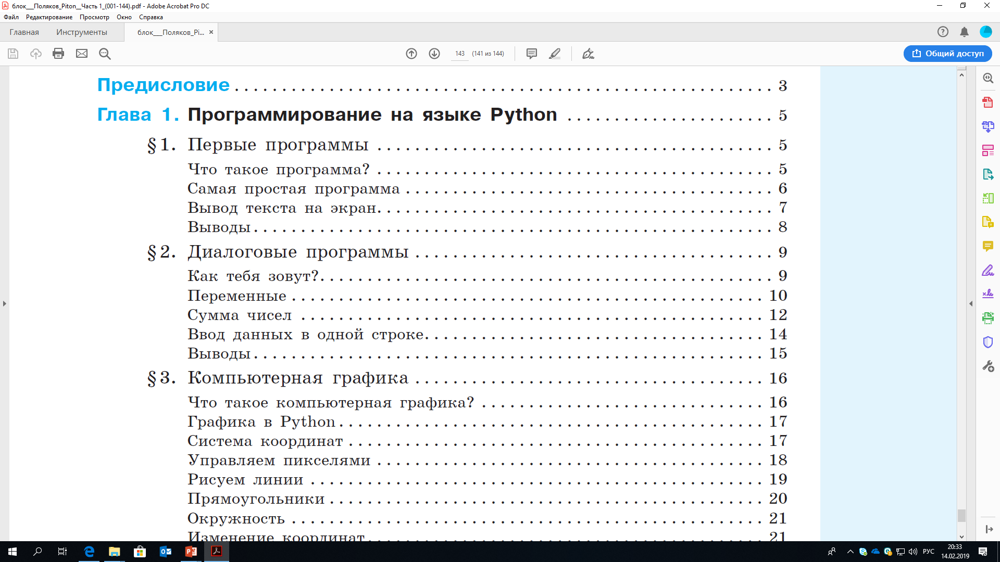 блок___Поляков_Piton__Часть 1_(001-144).pdf - Adobe Acrobat Pro DC
Файл Редактирование Просмотр Окно Справка
Главная Инструменты блок___Поляков_Pi... ×
143 (141 из 144) Общий доступ
Предисловие . . . . . . . . . . . . . . . . . . . . 3
Глава 1. Программирование на языке Python . . . . . . . . . . . . . . . . . . . . 5
§ 1. Первые программы . . . . . . . . . . . . . . . . . . . . 5
Что такое программа? . . . . . . . . . . . . . . . . . . . . 5
Самая простая программа . . . . . . . . . . . . . . . . . . . . 6
Вывод текста на экран. . . . . . . . . . . . . . . . . . . . 7
Выводы . . . . . . . . . . . . . . . . . . . . 8
§ 2. Диалоговые программы . . . . . . . . . . . . . . . . . . . . 9
Как тебя зовут?. . . . . . . . . . . . . . . . . . . . 9
Переменные . . . . . . . . . . . . . . . . . . . . 10
Сумма чисел . . . . . . . . . . . . . . . . . . . . 12
Ввод данных в одной строке. . . . . . . . . . . . . . . . . . . . 14
Выводы . . . . . . . . . . . . . . . . . . . . 15
§ 3. Компьютерная графика . . . . . . . . . . . . . . . . . . . . 16
Что такое компьютерная графика? . . . . . . . . . . . . . . . . . . . . 16
Графика в Python . . . . . . . . . . . . . . . . . . . . 17
Система координат . . . . . . . . . . . . . . . . . . . . 17
Управляем пикселями . . . . . . . . . . . . . . . . . . . . 18
Рисуем линии . . . . . . . . . . . . . . . . . . . . 19
Прямоугольники . . . . . . . . . . . . . . . . . . . . 20
Окружность . . . . . . . . . . . . . . . . . . . . 21
Изменение координат. . . . . . . . . . . . . . . . . . . . 21
РУС
20:33
14.02.2019